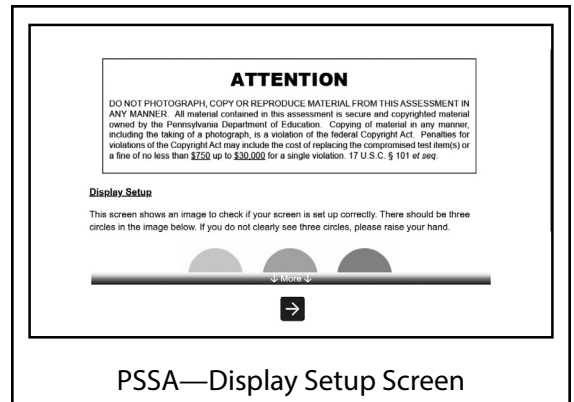 ATTENTION
DO NOT PHOTOGRAPH, COPY OR REPRODUCE MATERIAL FROM THIS ASSESSMENT IN
ANY MANNER. All material contained in this assessment is secure and copyrighted material
owned by the Pennsylvania Department of Education. Copying of material in any manner,
including the taking of a photograph, is a violation of the federal Copyright Act. Penalties for
violations of the Copyright Act may include the cost of replacing the compromised test item(s) or
a fine of no less than $750 up to $30,000 for a single violation. 17 U.S.C. § 101 et seq.
Display Setup
This screen shows an image to check if your screen is set up correctly. There should be three
circles in the image below. If you do not clearly see three circles, please raise your hand.
↓ More ↓
PSSA—Display Setup Screen